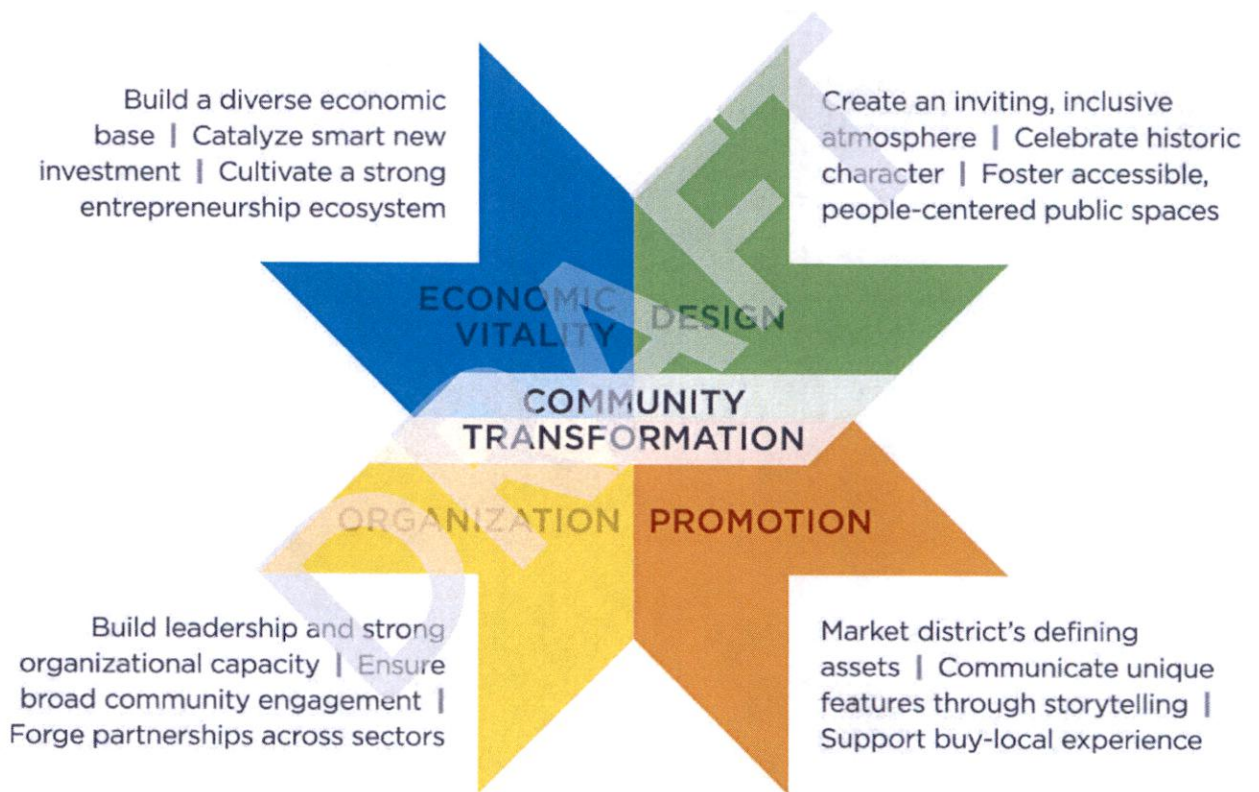 Build a diverse economic
base | Catalyze smart new
investment | Cultivate a strong
entrepreneurship ecosystem
Create an inviting, inclusive
atmosphere | Celebrate historic
character | Foster accessible,
people-centered public spaces
ECONOMIC
VITALITY
DESIGN
COMMUNITY
TRANSFORMATION
ORGANIZATION
PROMOTION
Build leadership and strong
organizational capacity | Ensure
broad community engagement |
Forge partnerships across sectors
Market district's defining
assets | Communicate unique
features through storytelling |
Support buy-local experience
DRAFT